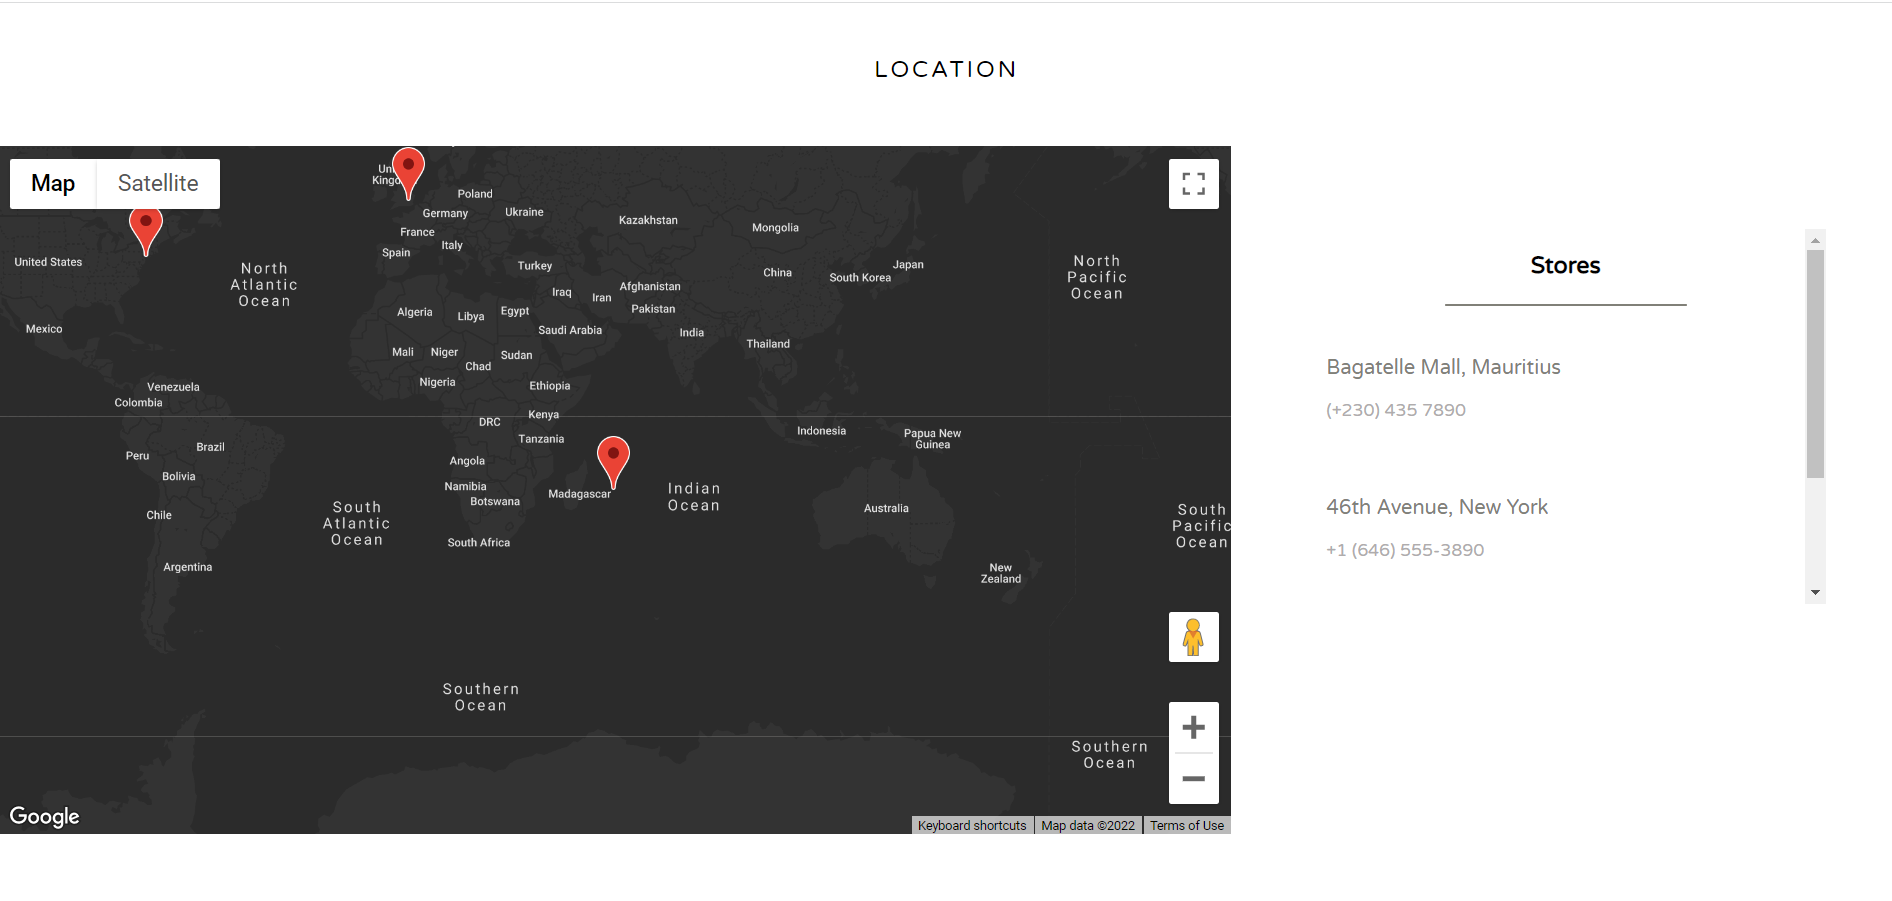 LOCATION
Map
Satellite
Poland
Germany
Ukraine
France
Italy
Spain
Kazakhstan
Mongolia
United States
North
Atlantic
Ocean
Turkey
China
South Korea
Japan
North
Pacific
Ocean
Iraq
Iran
Afghanistan
Pakistan
Algeria
Libya
Egypt
Saudi Arabia
India
Mexico
Thailand
Mali
Niger
Chad
Sudan
Nigeria
Ethiopia
Venezuela
Colombia
DRC
Kenya
Tanzania
Indonesia
Papua New
Guinea
Brazil
Peru
Bolivia
Angola
Namibia
Botswana
Madagascar
Indian
Ocean
Australia
Chile
South
Atlantic
Ocean
South
Pacific
Ocean
South Africa
Argentina
New
Zealand
Southern
Ocean
Southern
Ocean
Google
Keyboard shortcuts
Map data ©2022
Terms of Use
Stores
Bagatelle Mall, Mauritius
(+230) 435 7890
46th Avenue, New York
+1 (646) 555-3890